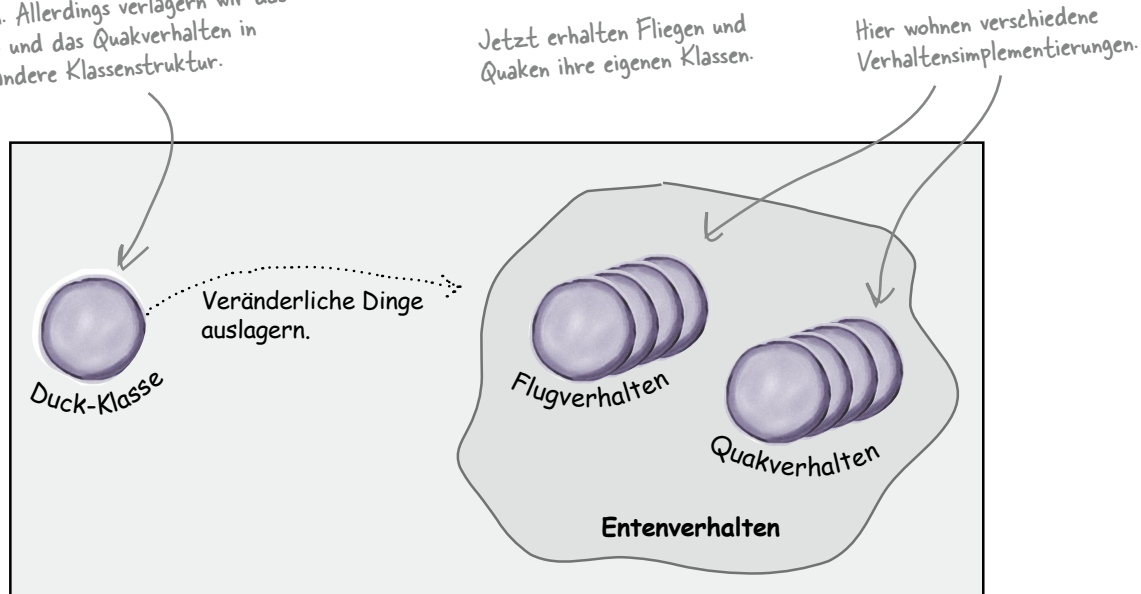 Allerdings verlagern wir das
und das Quakverhalten in
andere Klassenstruktur.
Jetzt erhalten Fliegen und
Quaken ihre eigenen Klassen.
Hier wohnen verschiedene
Verhaltensimplementierungen.
Veränderliche Dinge
auslagern.
Duck-Klasse
Flugverhalten
Quakverhalten
Entenverhalten